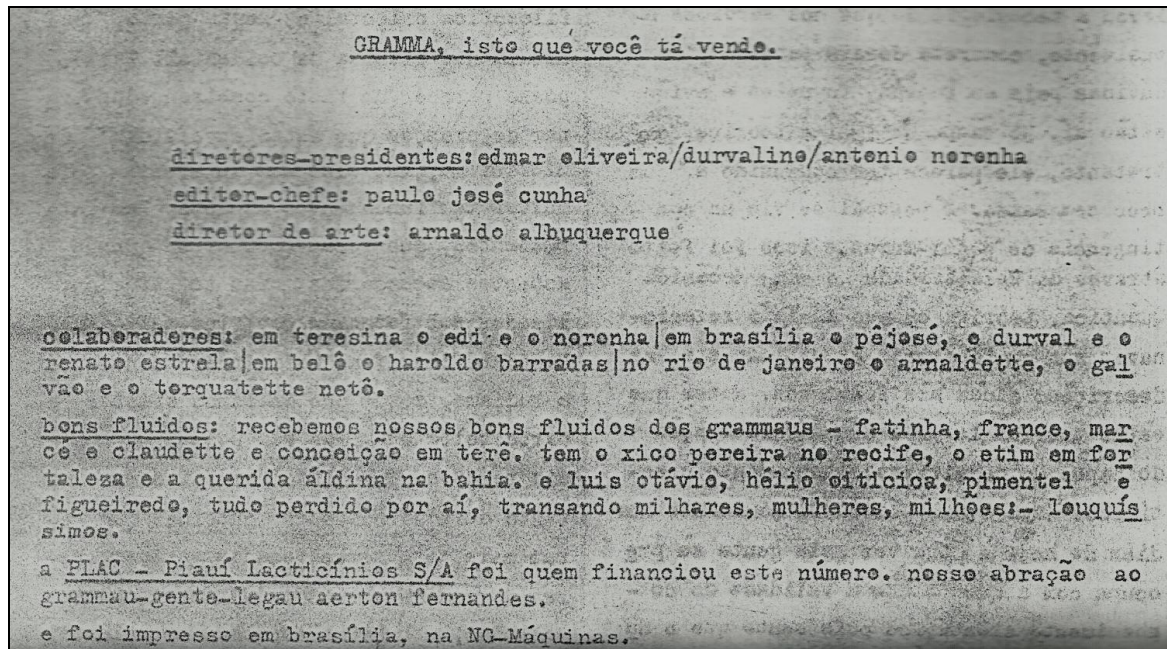 GRAMMA, isto que você tá vendo.
diretores-presidentes: edmar oliveira/durvalino/antonio noronha
editor-chefe: paulo josé cunha
diretor de arte: arnaldo albuquerque
colaboradores: em teresina o edi e o noronha|em brasília o pêjosé, o durval e o
renato estrela|em belô o haroldo barradas|no rio de janeiro o arnaldette, o gal
vão e o torquatette netô.
bons fluidos: recebemos nossos bons fluidos dos grammaus - fatinha, france, mar
cé e claudette e conceição em terê. tem o xico pereira no recife, o etim em for
taleza e a querida áldina na bahia. e luis otávio, hélio oiticica, pimentel e
figueiredo, tudo perdido por aí, transando milhares, mulheres, milhões:- louquís
simos.
a PLAC - Piauí Lacticínios S/A foi quem financiou este número. nosso abração ao
grammau-gente-legau aerton fernandes.
e foi impresso em brasília, na NG-Máquinas.